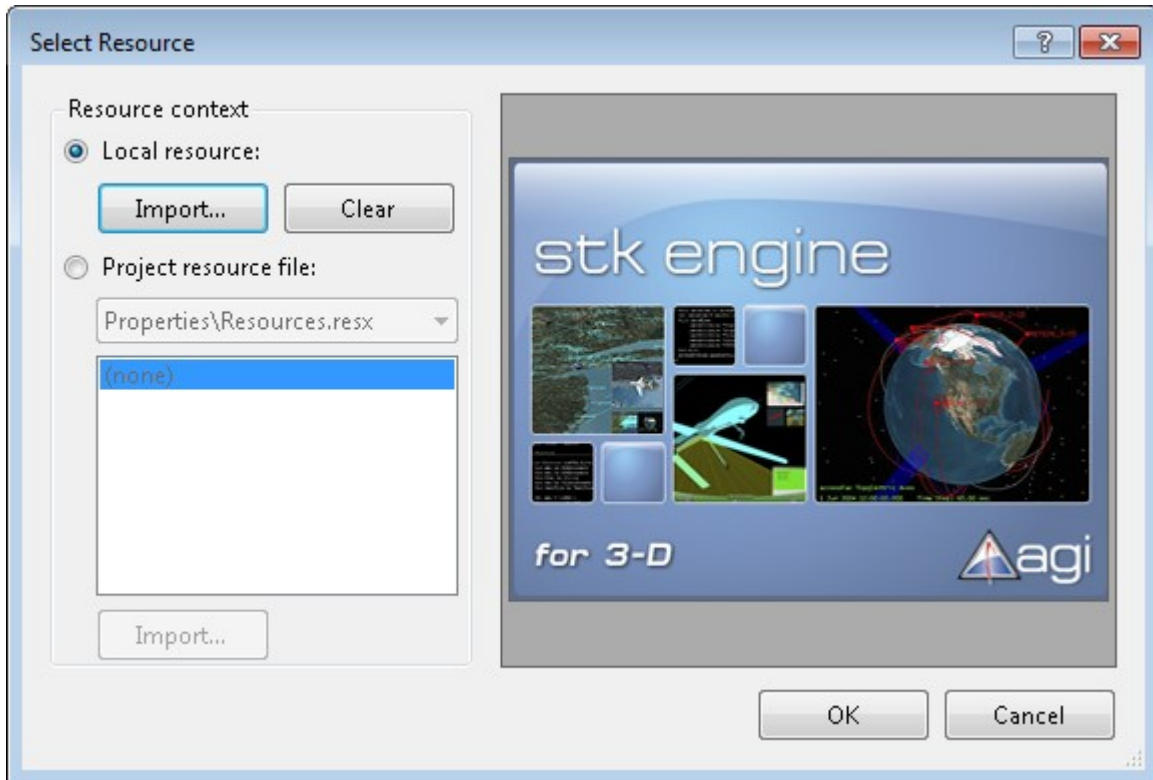 Select Resource
Resource context
Local resource:
Import...
Clear
Project resource file:
Properties\Resources.resx
(none)
Import...
stk engine
for 3-D
agi
OK
Cancel